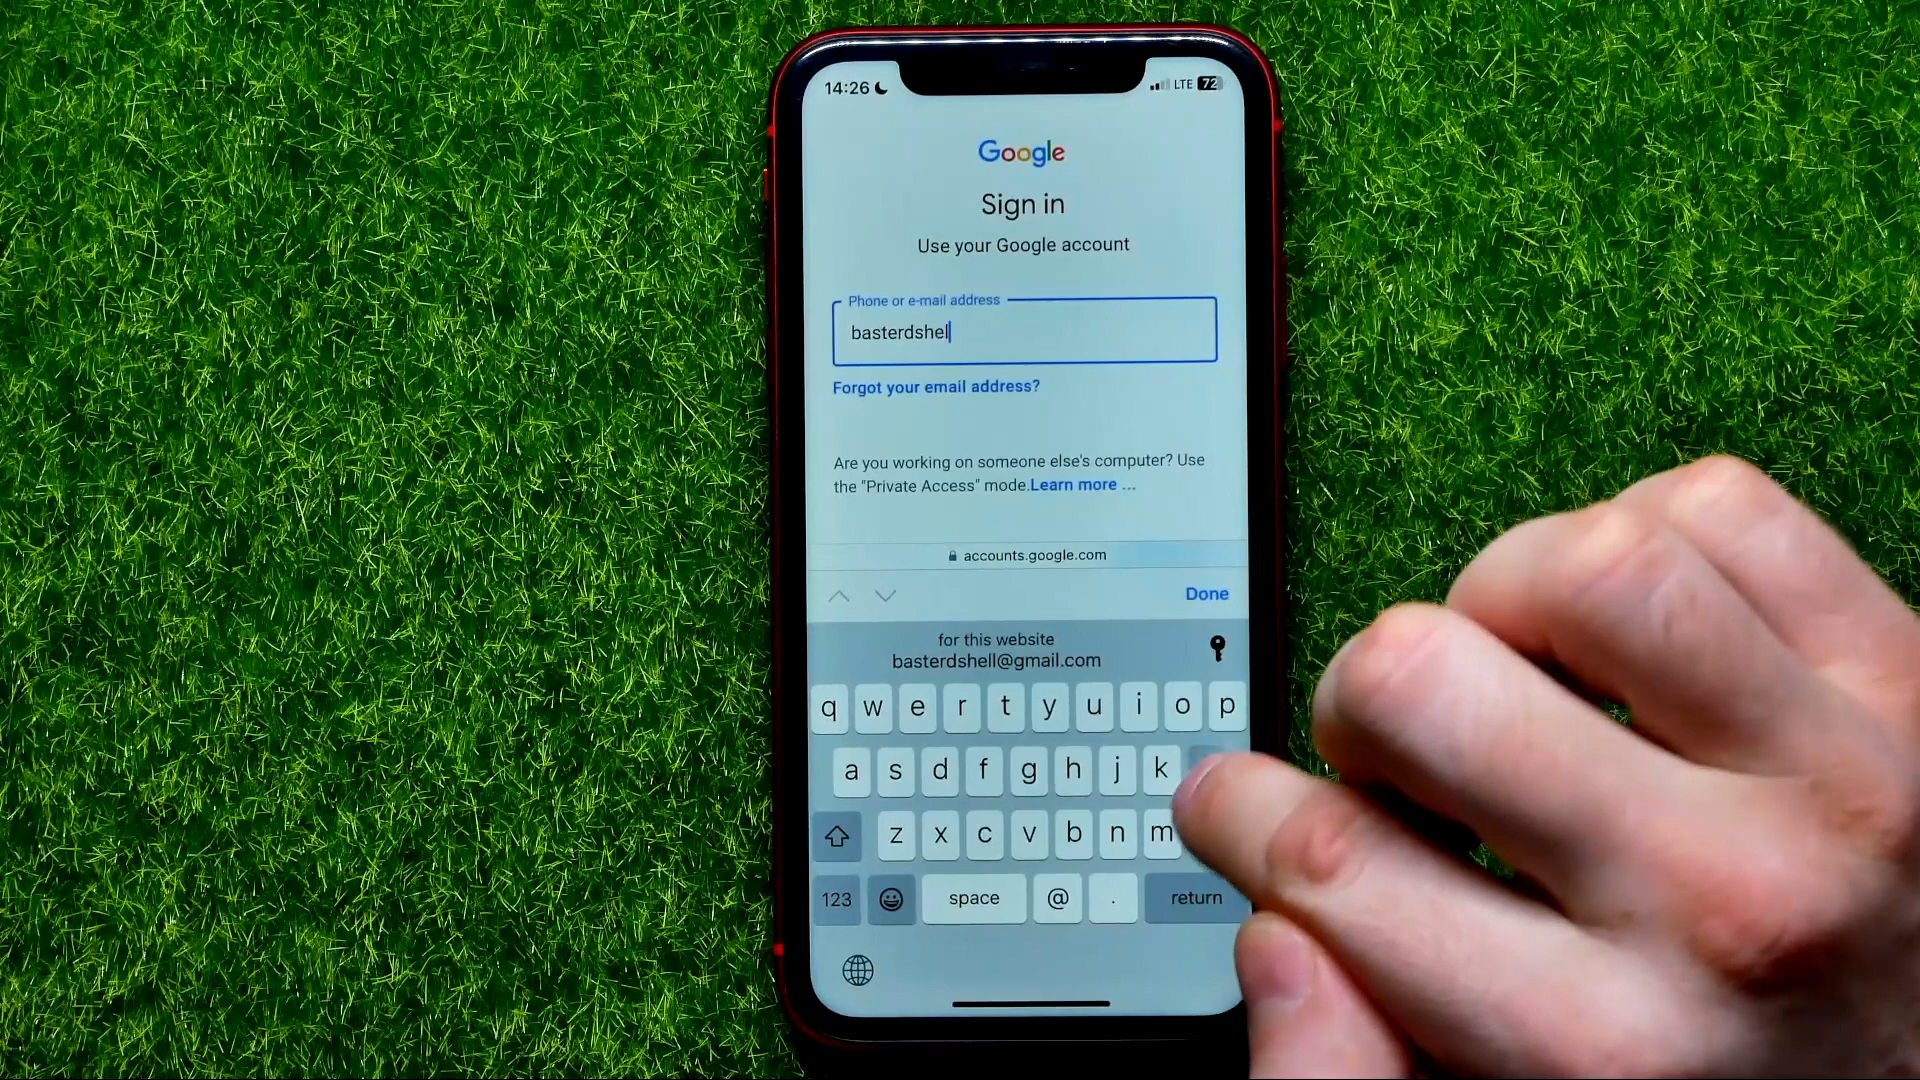 14:26
LTE 72
Google
Sign in
Use your Google account
Phone or e-mail address
basterdshel
Forgot your email address?
Are you working on someone else's computer? Use
the "Private Access" mode.Learn more ...
accounts.google.com
Done
for this website
basterdshell@gmail.com
q w e r t y u i o p
a s d f g h j k
z x c v b n m
123 space @ . return